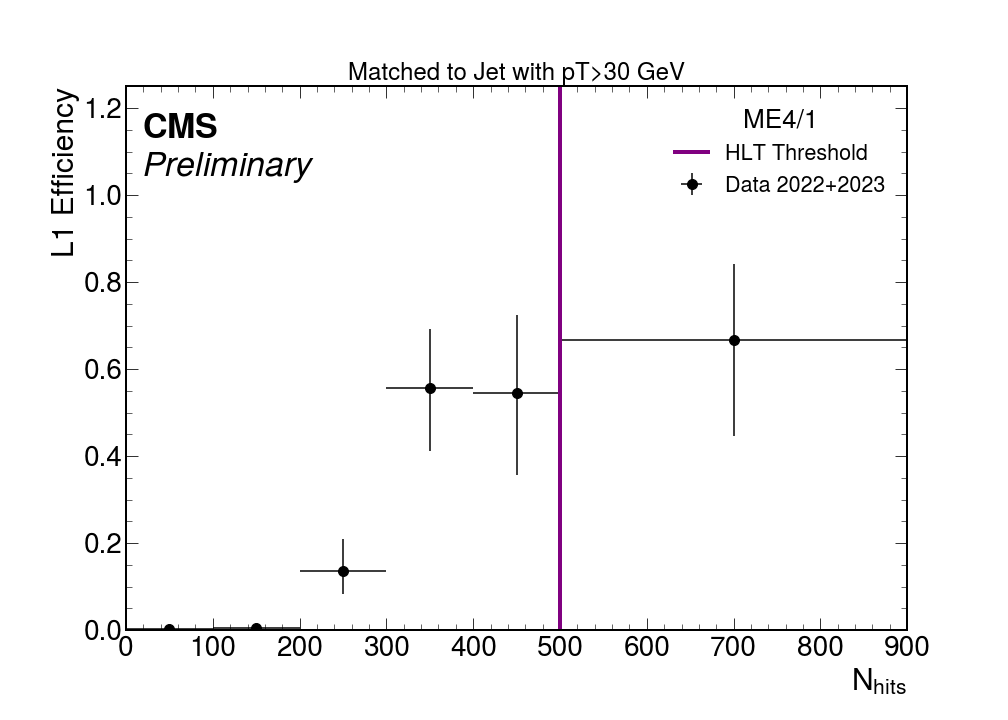 Matched to Jet with pT>30 GeV
L1 Efficiency
1.2
1.0
0.8
0.6
0.4
0.2
0.0
CMS
Preliminary
ME4/1
HLT Threshold
Data 2022+2023
0 100 200 300 400 500 600 700 800 900
N_hits